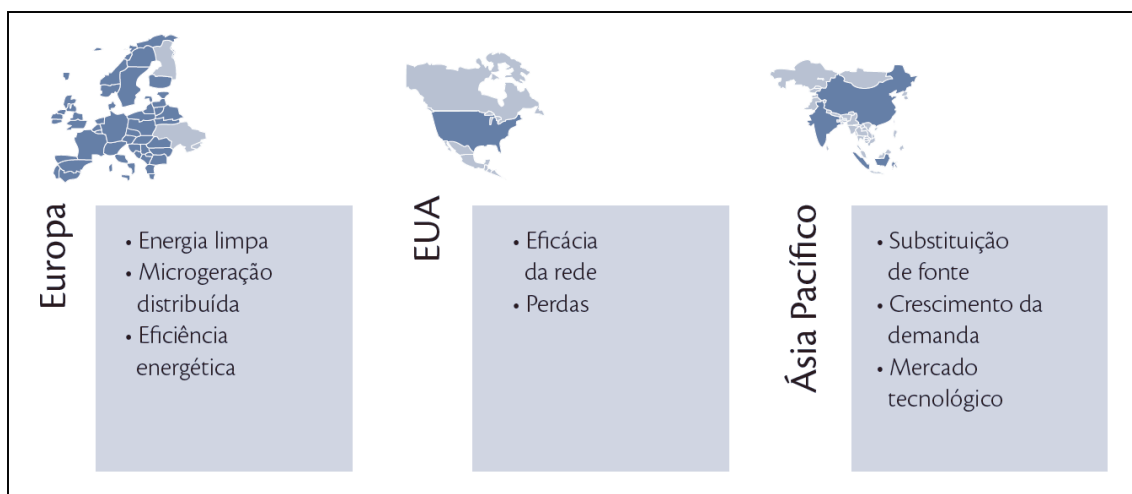 Europa
• Energia limpa
• Microgeração
distribuída
• Eficiência
energética
EUA
• Eficácia
da rede
• Perdas
Ásia Pacífico
• Substituição
de fonte
• Crescimento da
demanda
• Mercado
tecnológico